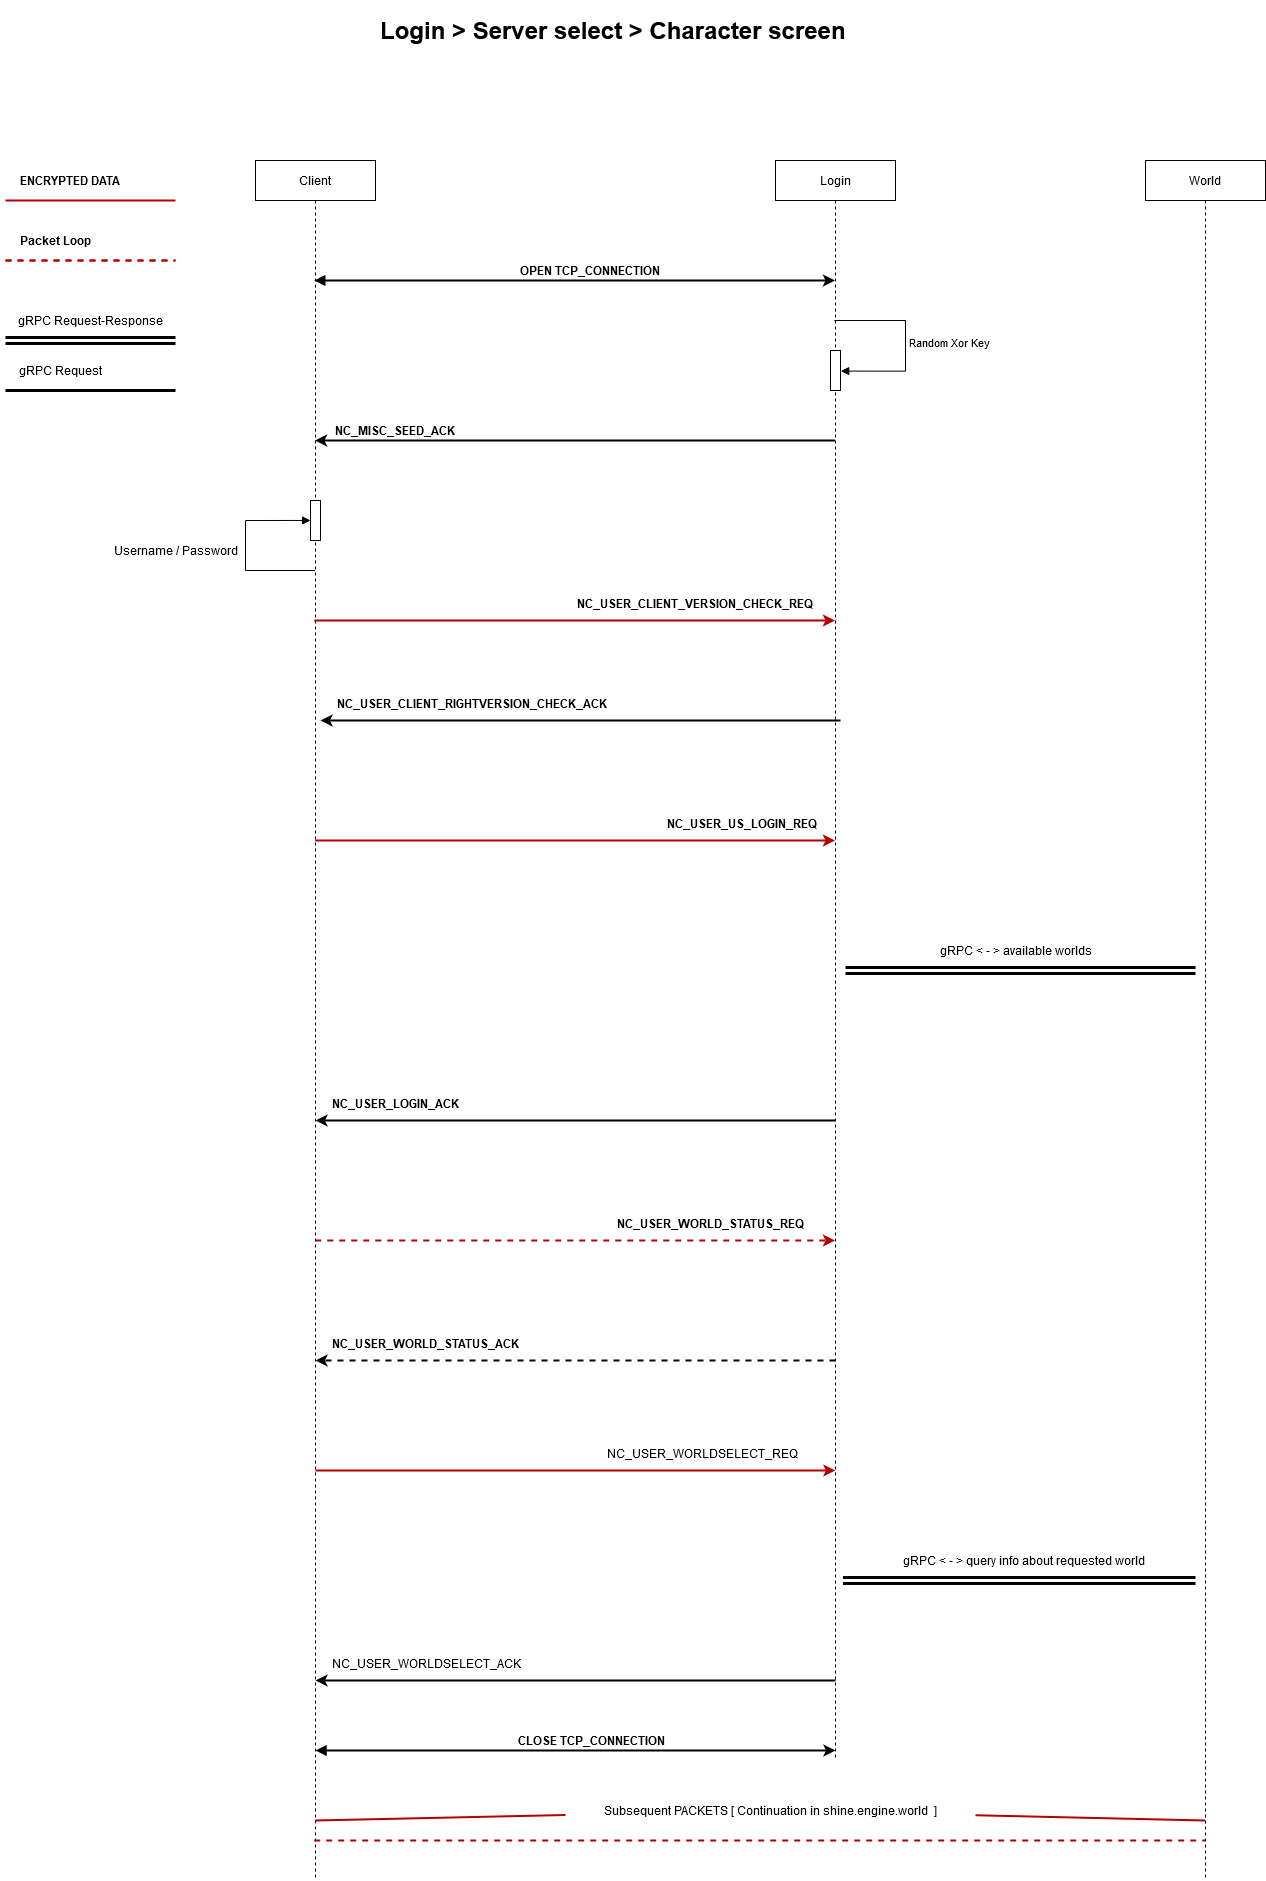 Login > Server select > Character screen
ENCRYPTED DATA
Client
Login
World
Packet Loop
OPEN TCP_CONNECTION
gRPC Request-Response
Random Xor Key
gRPC Request
NC_MISC_SEED_ACK
Username / Password
NC_USER_CLIENT_VERSION_CHECK_REQ
NC_USER_CLIENT_RIGHTVERSION_CHECK_ACK
NC_USER_US_LOGIN_REQ
gRPC < - > available worlds
NC_USER_LOGIN_ACK
NC_USER_WORLD_STATUS_REQ
NC_USER_WORLD_STATUS_ACK
NC_USER_WORLDSELECT_REQ
gRPC < - > query info about requested world
NC_USER_WORLDSELECT_ACK
CLOSE TCP_CONNECTION
Subsequent PACKETS [ Continuation in shine.engine.world ]